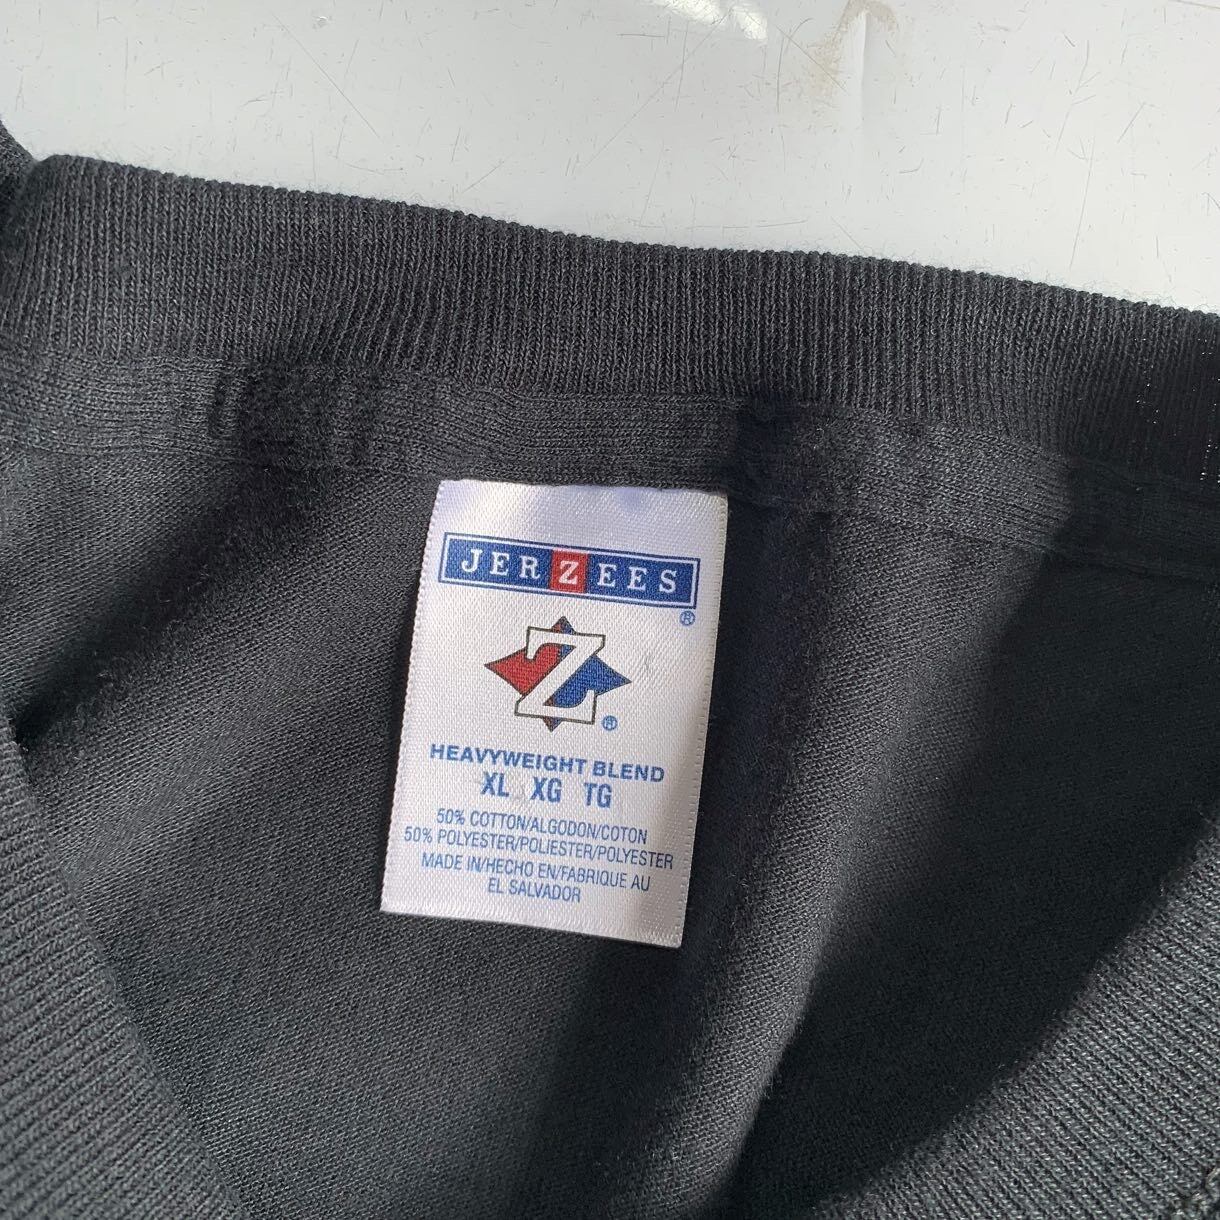 JERZEES
®
Z
®
HEAVYWEIGHT BLEND
XL XG TG
50% COTTON/ALGODON/COTON
50% POLYESTER/POLIESTER/POLYESTER
MADE IN/HECHO EN/FABRIQUE AU
EL SALVADOR